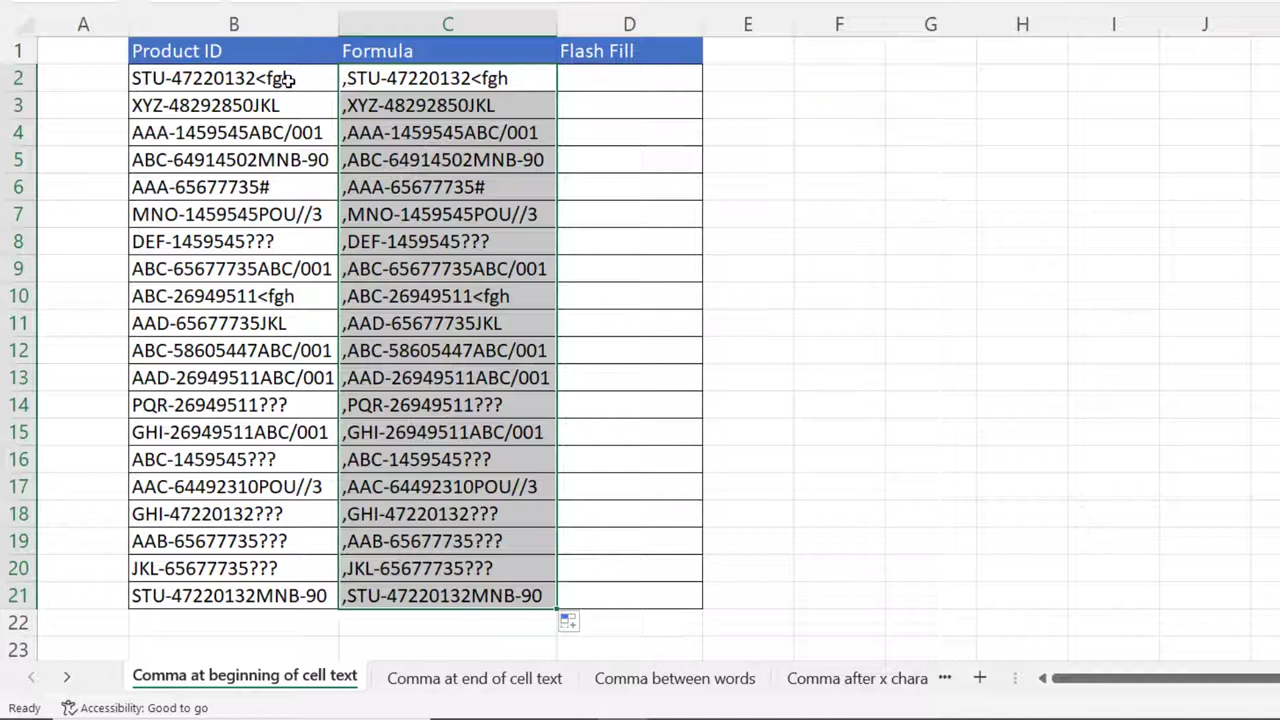 A B C D E F G H I J
1 Product ID Formula Flash Fill
2 STU-47220132<fgh ,STU-47220132<fgh
3 XYZ-48292850JKL ,XYZ-48292850JKL
4 AAA-1459545ABC/001 ,AAA-1459545ABC/001
5 ABC-64914502MNB-90 ,ABC-64914502MNB-90
6 AAA-65677735# ,AAA-65677735#
7 MNO-1459545POU//3 ,MNO-1459545POU//3
8 DEF-1459545??? ,DEF-1459545???
9 ABC-65677735ABC/001 ,ABC-65677735ABC/001
10 ABC-26949511<fgh ,ABC-26949511<fgh
11 AAD-65677735JKL ,AAD-65677735JKL
12 ABC-58605447ABC/001 ,ABC-58605447ABC/001
13 AAD-26949511ABC/001 ,AAD-26949511ABC/001
14 PQR-26949511??? ,PQR-26949511???
15 GHI-26949511ABC/001 ,GHI-26949511ABC/001
16 ABC-1459545??? ,ABC-1459545???
17 AAC-64492310POU//3 ,AAC-64492310POU//3
18 GHI-47220132??? ,GHI-47220132???
19 AAB-65677735??? ,AAB-65677735???
20 JKL-65677735??? ,JKL-65677735???
21 STU-47220132MNB-90 ,STU-47220132MNB-90
22
23
Comma at beginning of cell text Comma at end of cell text Comma between words Comma after x chara ...
Ready Accessibility: Good to go